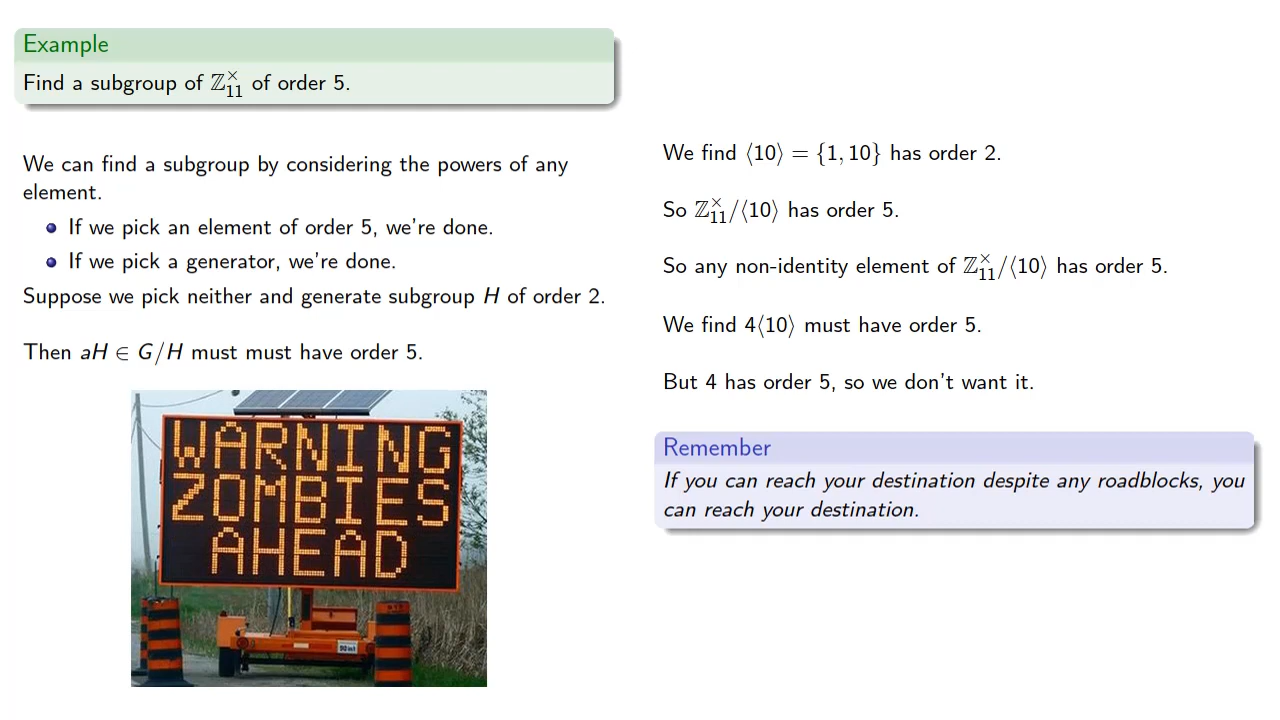 Example
Find a subgroup of ℤ₁₁ˣ of order 5.
We can find a subgroup by considering the powers of any
element.
If we pick an element of order 5, we're done.
If we pick a generator, we're done.
Suppose we pick neither and generate subgroup H of order 2.
Then aH ∈ G/H must must have order 5.
WARNING
ZOMBIES
AHEAD
We find ⟨10⟩ = {1, 10} has order 2.
So ℤ₁₁ˣ/⟨10⟩ has order 5.
So any non-identity element of ℤ₁₁ˣ/⟨10⟩ has order 5.
We find 4⟨10⟩ must have order 5.
But 4 has order 5, so we don't want it.
Remember
If you can reach your destination despite any roadblocks, you
can reach your destination.